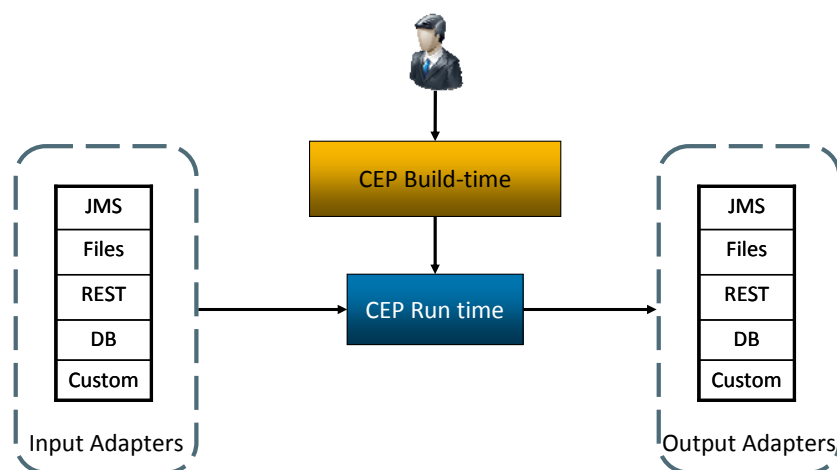 CEP Build-time
CEP Run time
JMS
Files
REST
DB
Custom
Input Adapters
JMS
Files
REST
DB
Custom
Output Adapters